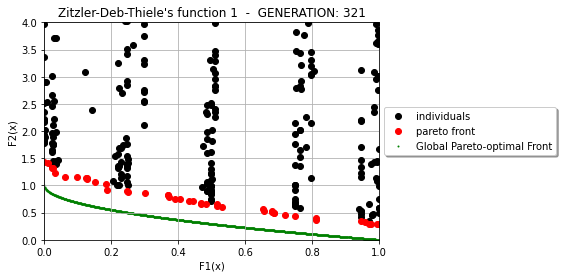 Zitzler-Deb-Thiele's function 1 - GENERATION: 321
4.0
3.5
3.0
2.5
2.0
1.5
1.0
0.5
0.0
F2(x)
0.0 0.2 0.4 0.6 0.8 1.0
F1(x)
individuals
pareto front
Global Pareto-optimal Front